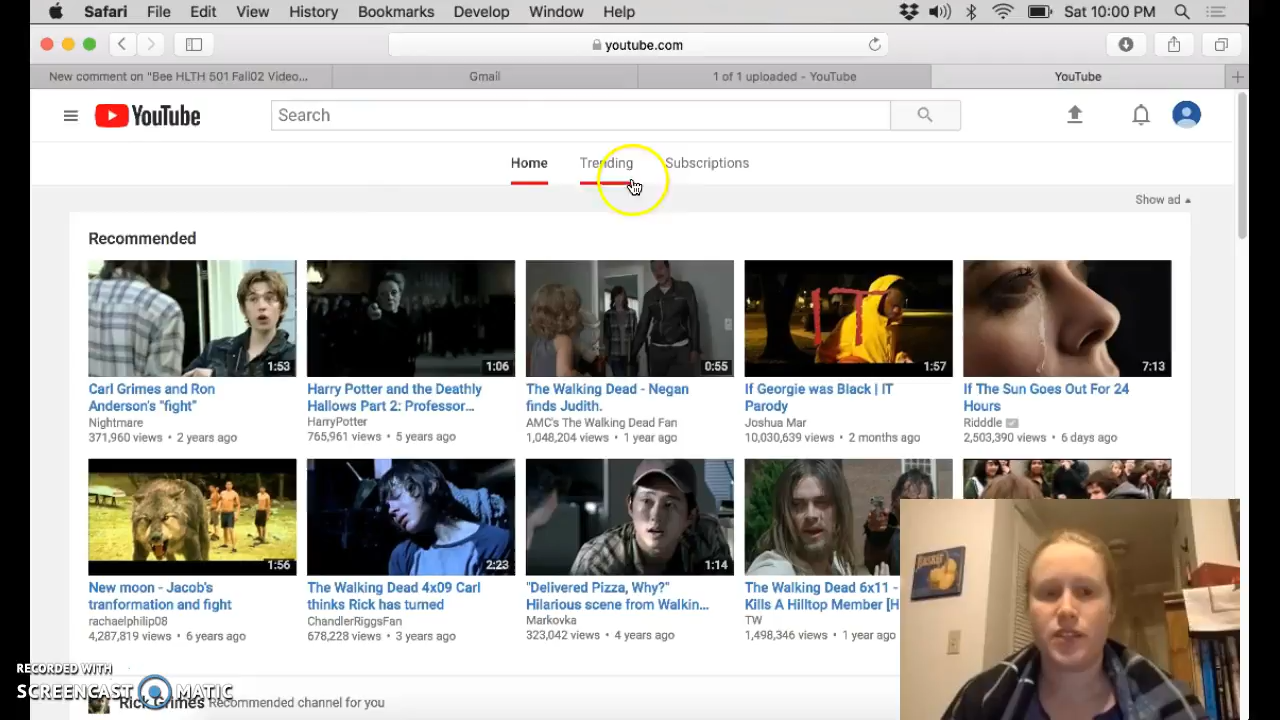 Safari File Edit View History Bookmarks Develop Window Help Sat 10:00 PM
youtube.com
New comment on "Bee HLTH 501 Fall02 Video... Gmail 1 of 1 uploaded - YouTube YouTube
YouTube Search
Home Trending Subscriptions
Show ad
Recommended
1:53 1:06 0:55 IT 1:57 7:13
Carl Grimes and Ron Harry Potter and the Deathly The Walking Dead - Negan If Georgie was Black | IT If The Sun Goes Out For 24
Anderson's "fight" Hallows Part 2: Professor... finds Judith. Parody Hours
Nightmare HarryPotter AMC's The Walking Dead Fan Joshua Mar Ridddle
371,960 views • 2 years ago 765,961 views • 5 years ago 1,048,204 views • 1 year ago 10,030,639 views • 2 months ago 2,503,390 views • 6 days ago
1:56 2:23 1:14
New moon - Jacob's The Walking Dead 4x09 Carl "Delivered Pizza, Why?" The Walking Dead 6x11 -
tranformation and fight thinks Rick has turned Hilarious scene from Walkin... Kills A Hilltop Member [H
rachaelphilip08 ChandlerRiggsFan Markovka TW
4,287,819 views • 6 years ago 678,228 views • 3 years ago 323,042 views • 4 years ago 1,498,346 views • 1 year ago
RECORDED WITH
SCREENCAST MATIC
Rick Grimes Recommended channel for you